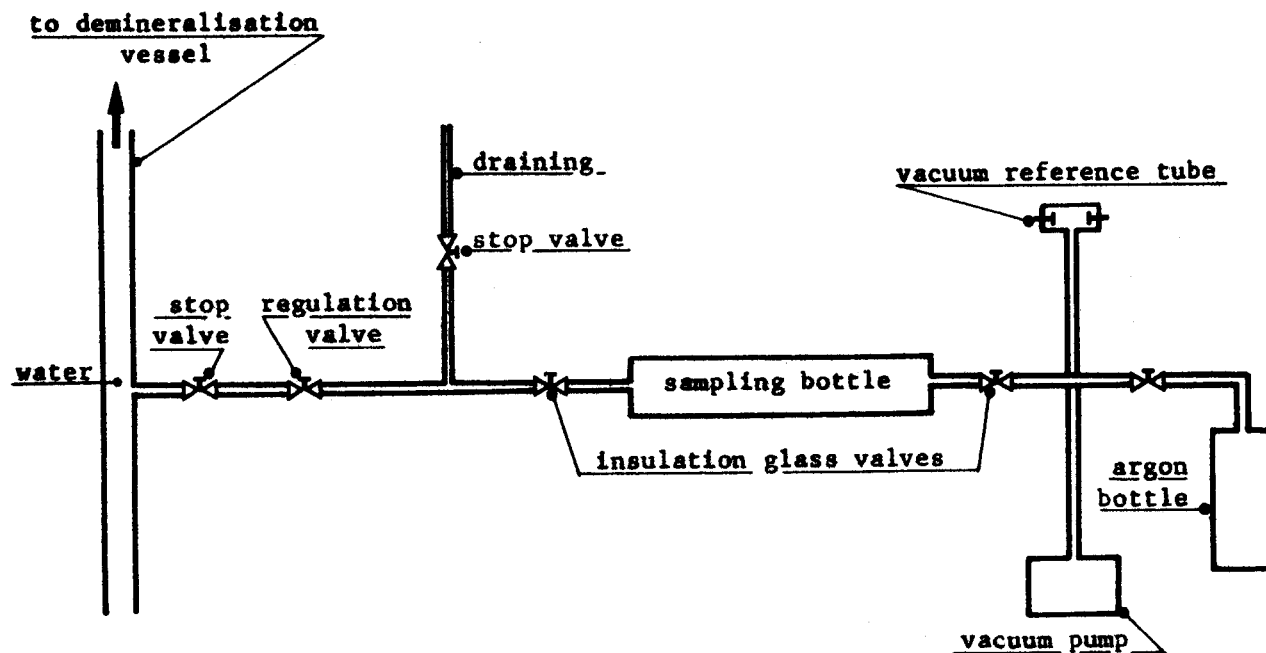 to demineralisation
vessel
draining
vacuum reference tube
stop valve
stop
valve
regulation
valve
water
sampling bottle
insulation glass valves
argon
bottle
vacuum pump